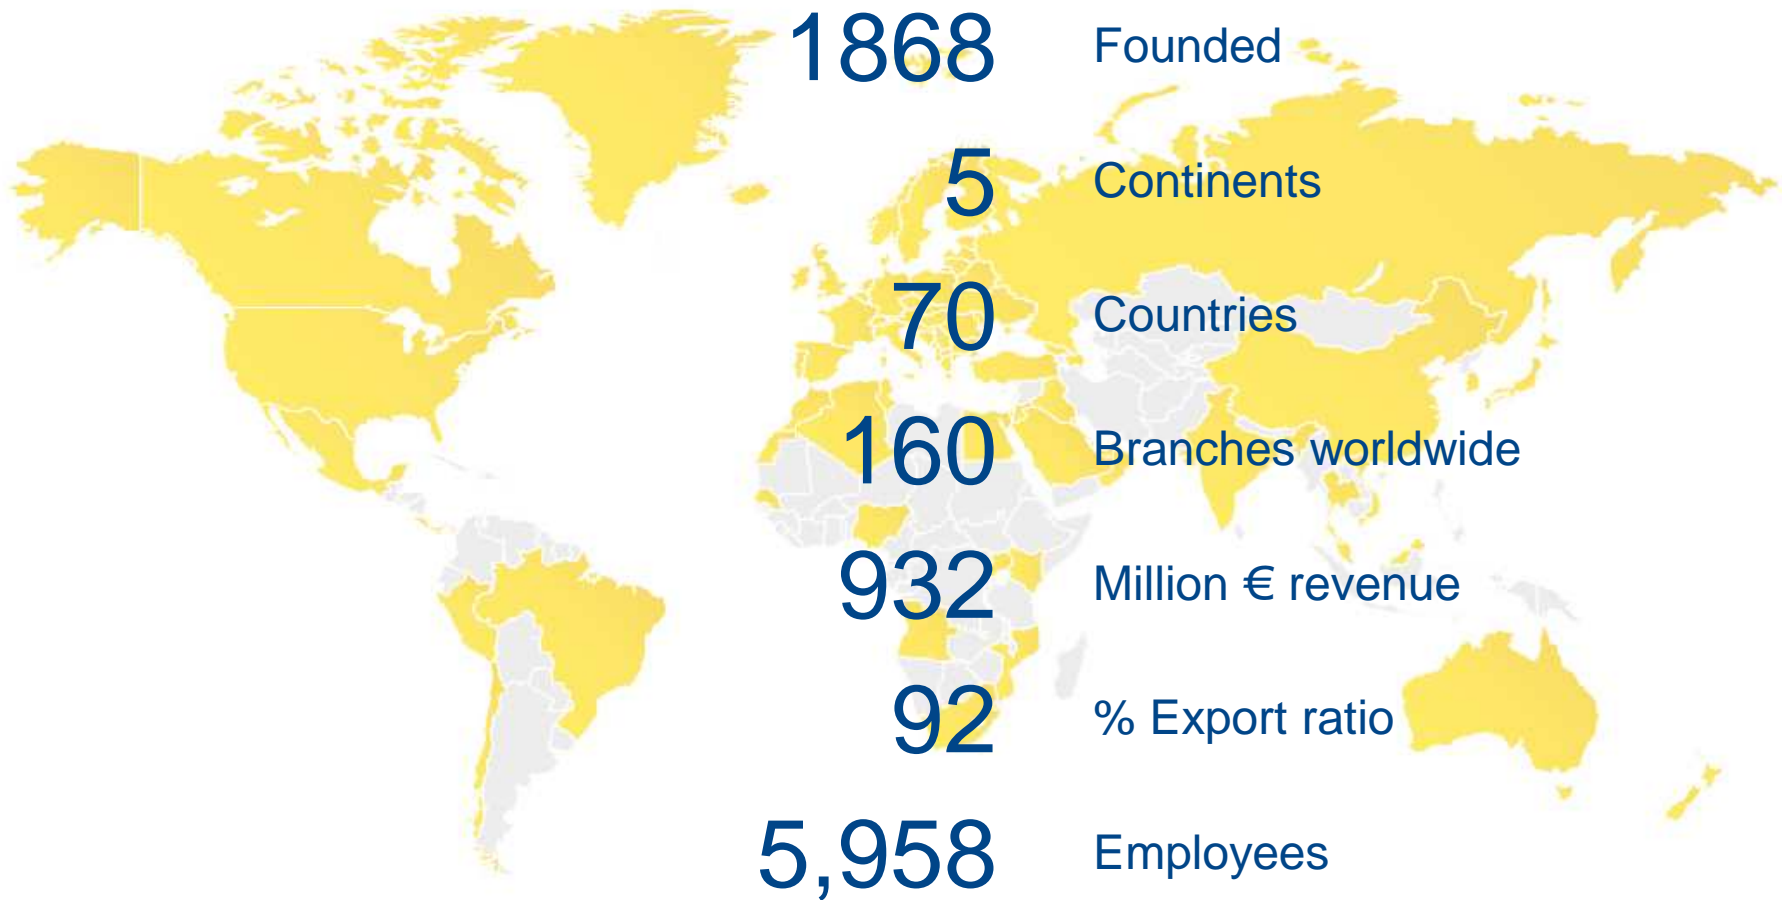 1868 Founded
5 Continents
70 Countries
160 Branches worldwide
932 Million € revenue
92 % Export ratio
5,958 Employees